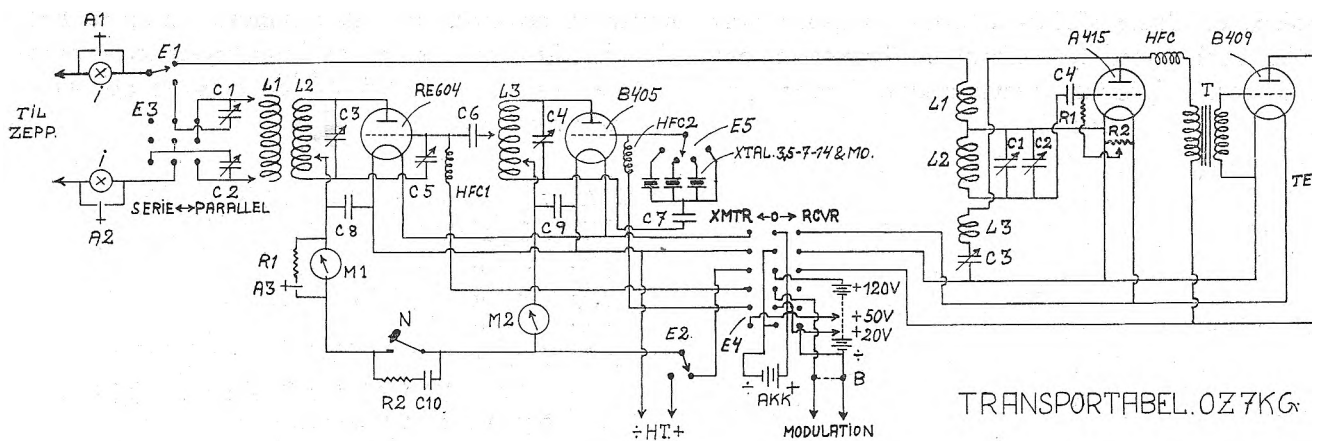 A1
E1
i
TIL
ZEPP.
E3
i
A2
C1
C2
SERIE↔PARALLEL
L1
L2
C3
RE604
C5
C6
HFC1
L3
C4
B405
HFC2
E5
XTAL. 3,5-7-14 & MO.
C7
C8
C9
R1
A3 +
M1
M2
N
R2 C10
E2
÷HT.+
XMTR ←0→ RCVR
E4
+120V
+50V
+20V
÷
÷ AKK +
B
MODULATION
L1
L2
C1 C2
L3
C3
C4
R1
A415
R2
HFC
T
B409
TE
TRANSPORTABEL. OZ7KG.